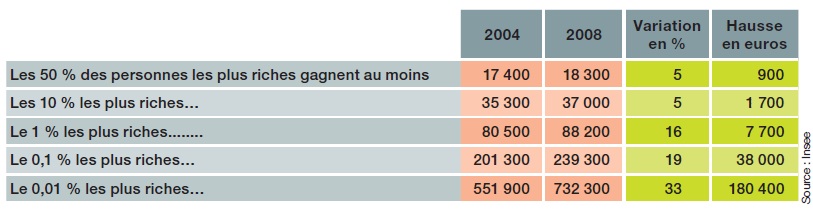 2004 2008 Variation en % Hausse en euros
Les 50 % des personnes les plus riches gagnent au moins 17 400 18 300 5 900
Les 10 % les plus riches... 35 300 37 000 5 1 700
Le 1 % les plus riches........ 80 500 88 200 16 7 700
Le 0,1 % les plus riches... 201 300 239 300 19 38 000
Le 0,01 % les plus riches... 551 900 732 300 33 180 400
Source : Insee